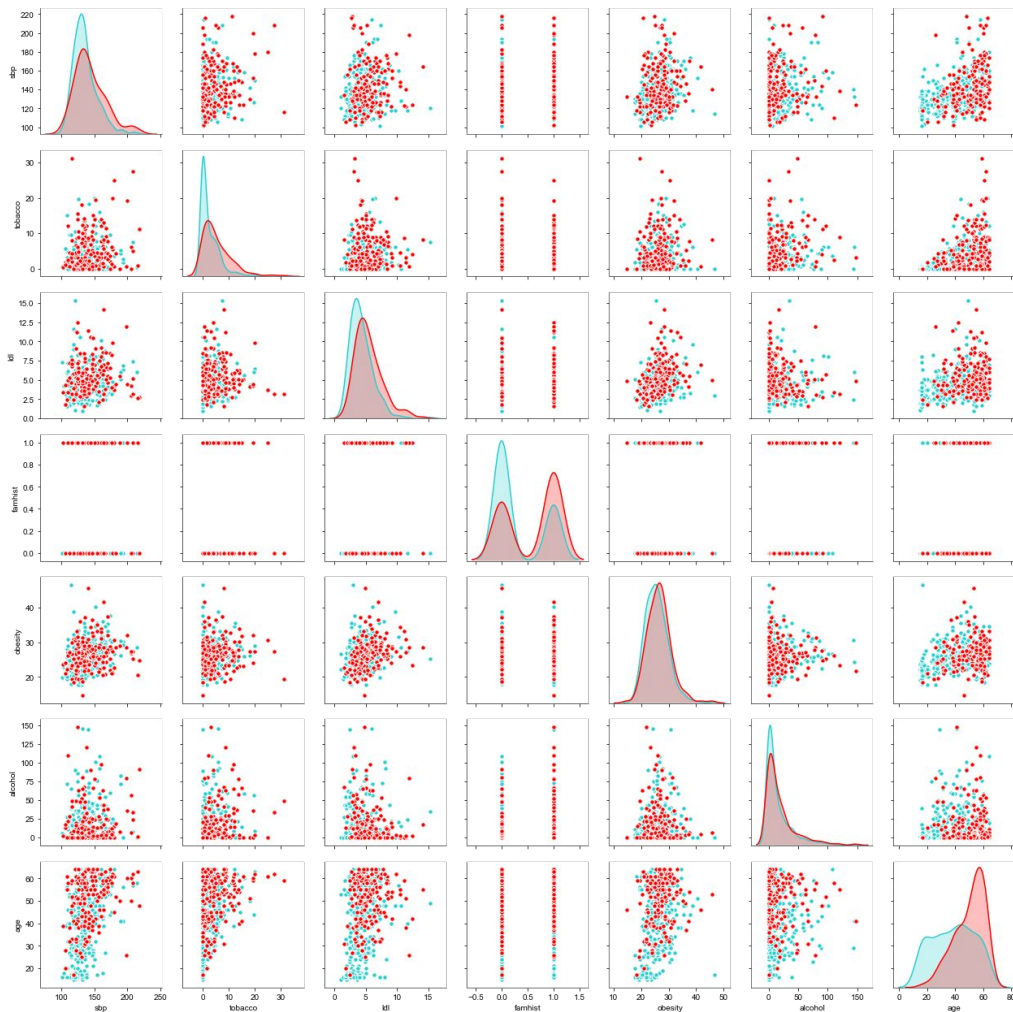 220
200
180
160
140
120
100
sbp
30
20
10
0
tobacco
15.0
12.5
10.0
7.5
5.0
2.5
0.0
ldl
1.0
0.8
0.6
0.4
0.2
0.0
famhist
40
30
20
obesity
150
125
100
75
50
25
0
alcohol
60
50
40
30
20
age
100 150 200 250
sbp
0 10 20 30
tobacco
0 5 10 15
ldl
-0.5 0.0 0.5 1.0 1.5
famhist
10 20 30 40 50
obesity
0 50 100 150
alcohol
0 20 40 60 80
age